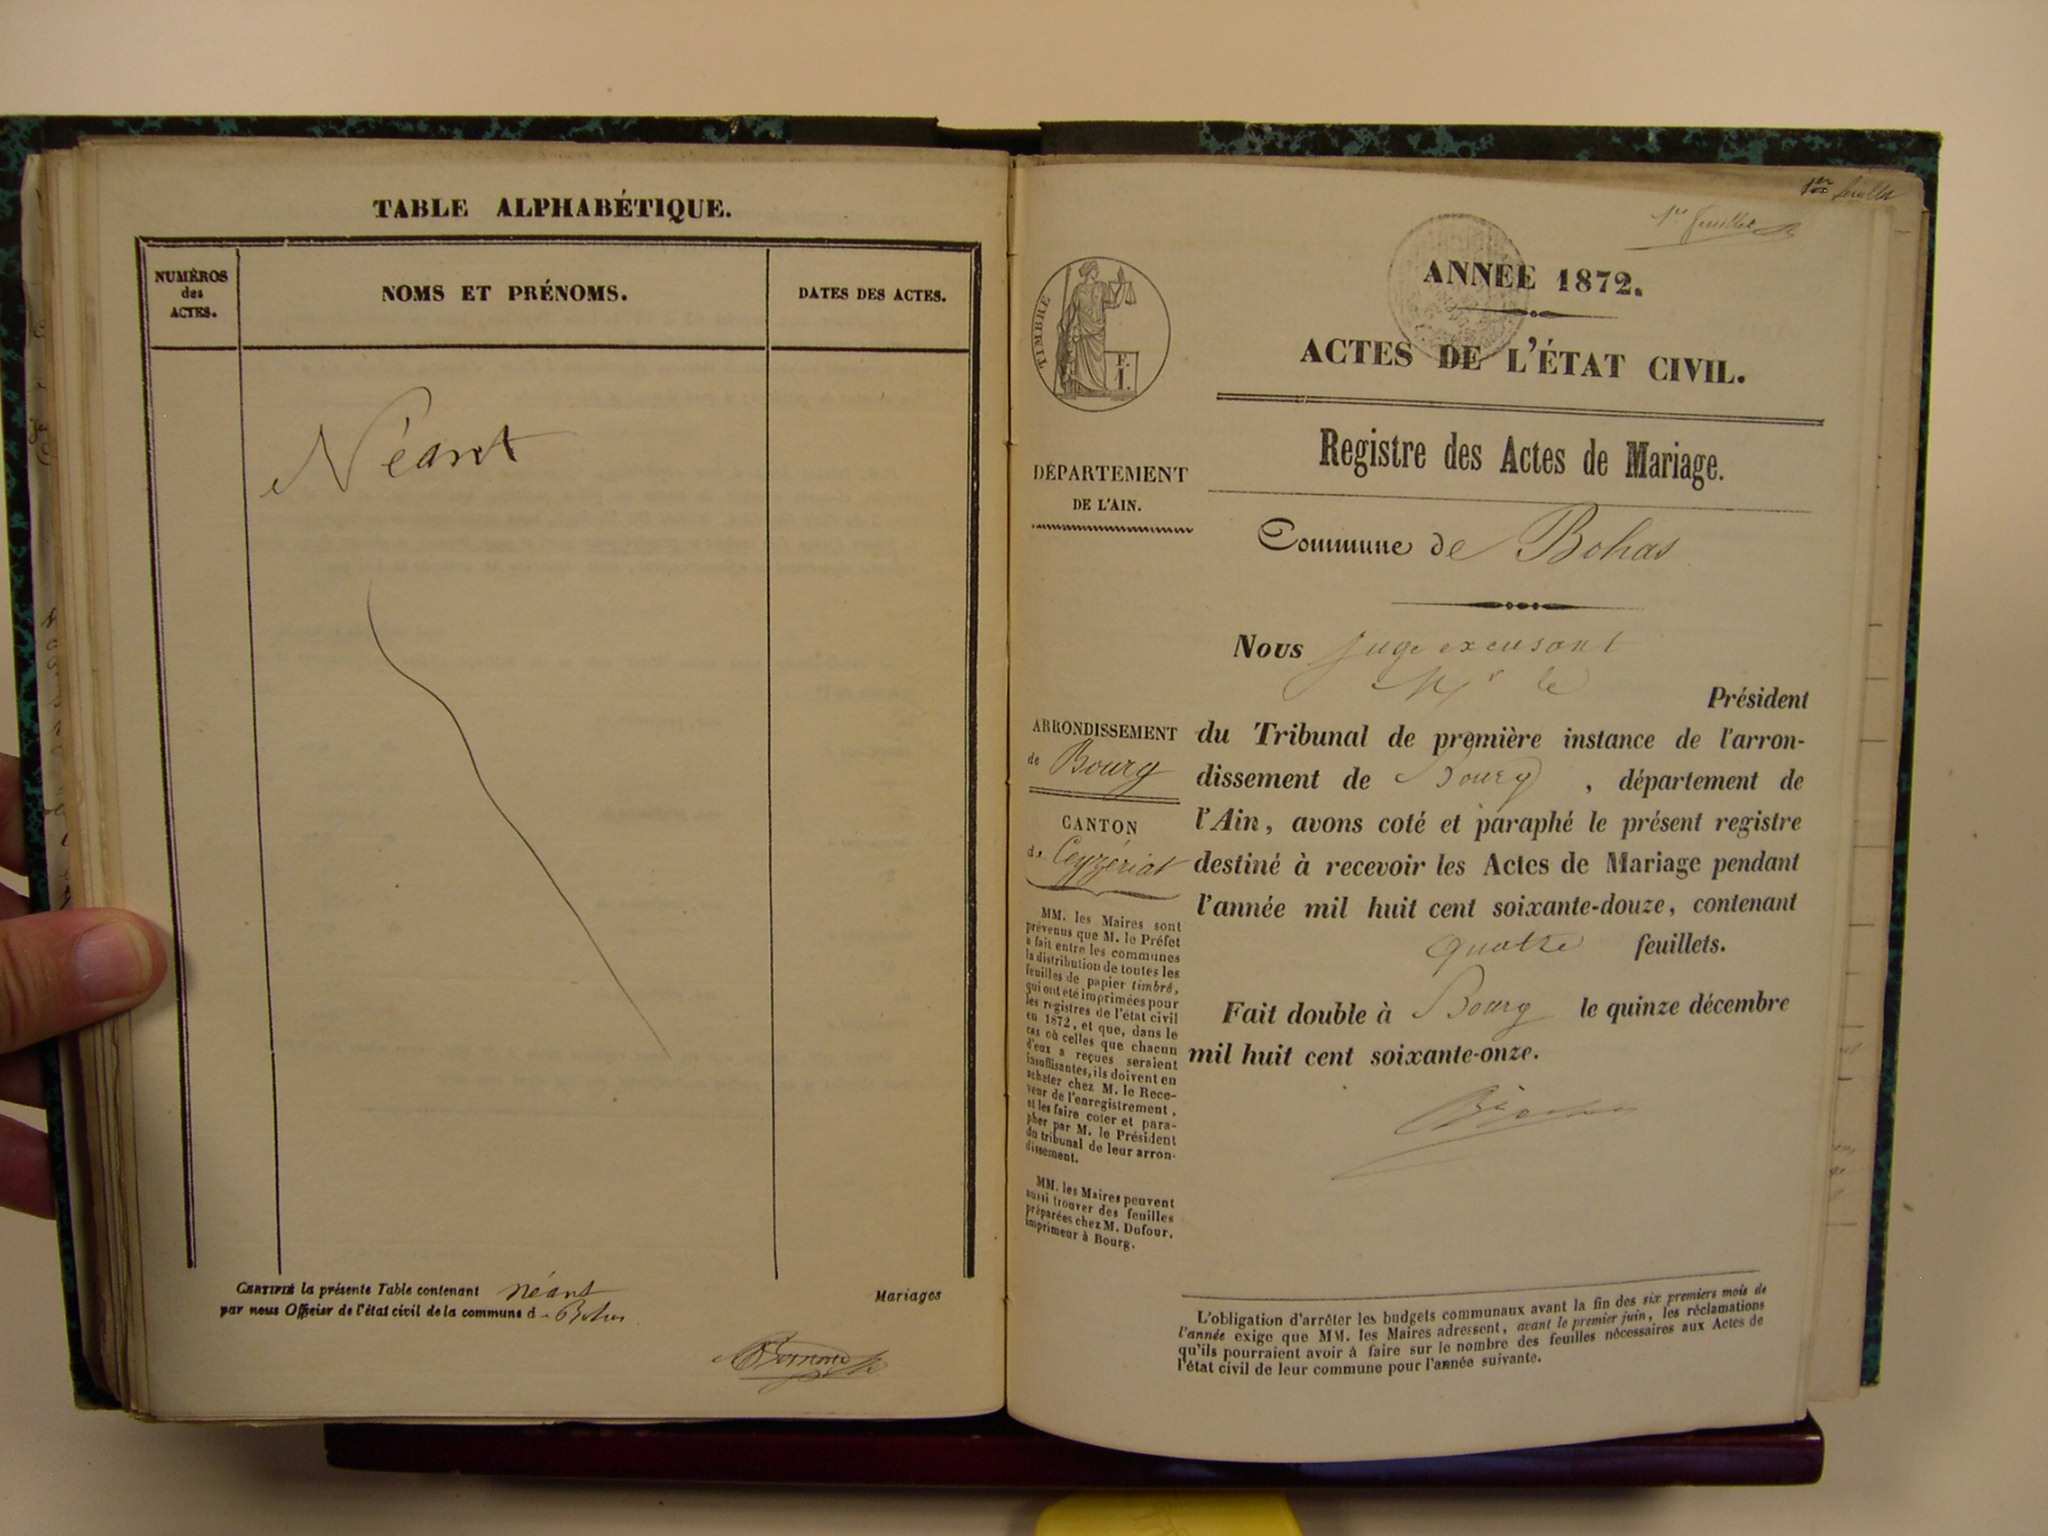 TABLE ALPHABÉTIQUE.
NUMÉROS
des
ACTES.
NOMS ET PRÉNOMS.
DATES DES ACTES.
Néant
CERTIFIÉ la présente Table contenant néant Mariages
par nous Officier de l'état civil de la commune d e Bohas
1er feuillet
1er feuillet
TIMBRE
F.
I.
ANNÉE 1872.
ACTES DE L'ÉTAT CIVIL.
Registre des Actes de Mariage.
DÉPARTEMENT
DE L'AIN.
Commune de Bohas
Nous Juge excusant
Mr le
Président
du Tribunal de première instance de l'arron-
dissement de Bourg , département de
l'Ain, avons coté et paraphé le présent registre
destiné à recevoir les Actes de Mariage pendant
l'année mil huit cent soixante-douze, contenant
quatre feuillets.
Fait double à Bourg le quinze décembre
mil huit cent soixante-onze.
ARRONDISSEMENT
de Bourg
CANTON
de Ceyzériat
MM. les Maires sont
prévenus que M. le Préfet
a fait entre les communes
la distribution de toutes les
feuilles de papier timbré,
qui ont été imprimées pour
les registres de l'état civil
en 1872, et que, dans le
cas où celles que chacun
d'eux a reçues seraient
insuffisantes, ils doivent en
acheter chez M. le Rece-
veur de l'enregistrement,
et les faire coter et para-
pher par M. le Président
du tribunal de leur arron-
dissement.
MM. les Maires peuvent
aussi trouver des feuilles
préparées chez M. Dufour,
imprimeur à Bourg.
L'obligation d'arrêter les budgets communaux avant la fin des six premiers mois de
l'année exige que MM. les Maires adressent, avant le premier juin, les réclamations
qu'ils pourraient avoir à faire sur le nombre des feuilles nécessaires aux Actes de
l'état civil de leur commune pour l'année suivante.